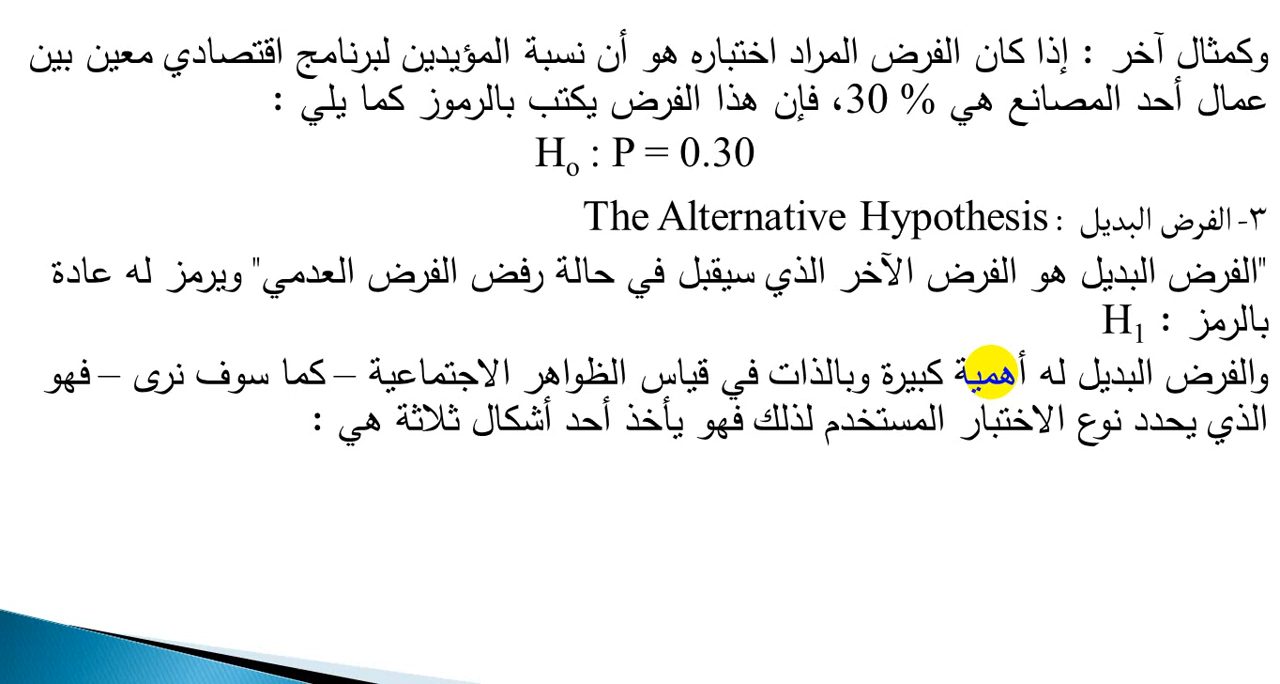 وكمثال آخر : إذا كان الفرض المراد اختباره هو أن نسبة المؤيدين لبرنامج اقتصادي معين بين
عمال أحد المصانع هي % 30، فإن هذا الفرض يكتب بالرموز كما يلي :
Ho : P = 0.30
٣- الفرض البديل : The Alternative Hypothesis
"الفرض البديل هو الفرض الآخر الذي سيقبل في حالة رفض الفرض العدمي" ويرمز له عادة
بالرمز : H1
والفرض البديل له أهمية كبيرة وبالذات في قياس الظواهر الاجتماعية – كما سوف نرى – فهو
الذي يحدد نوع الاختبار المستخدم لذلك فهو يأخذ أحد أشكال ثلاثة هي :